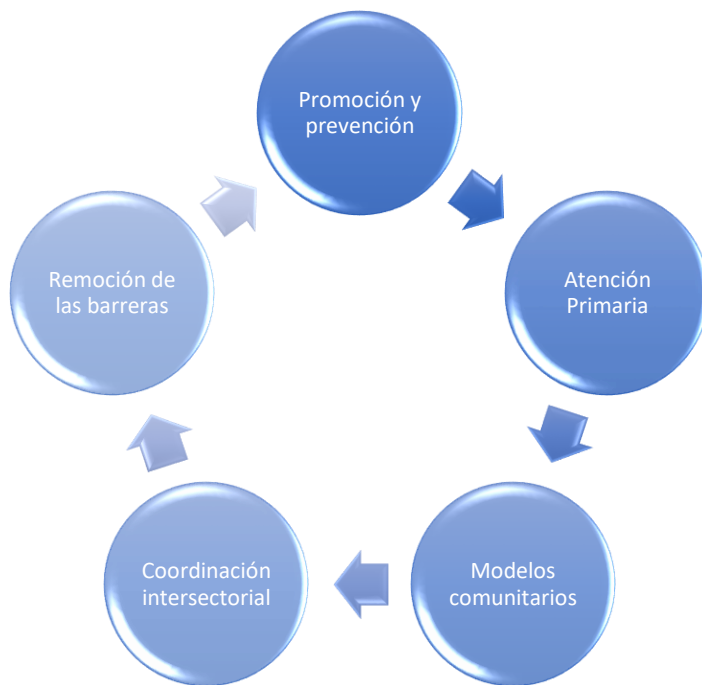 Promoción y
prevención
Atención
Primaria
Modelos
comunitarios
Coordinación
intersectorial
Remoción de
las barreras